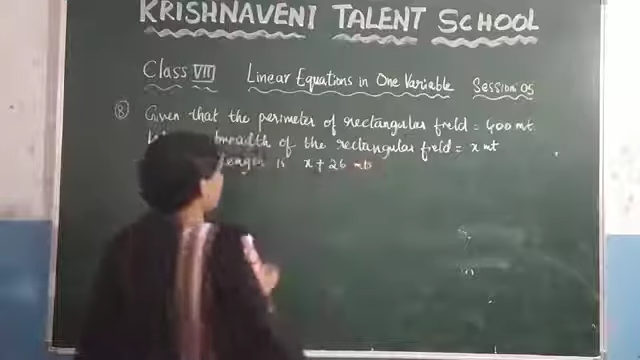 KRISHNAVENI TALENT SCHOOL
Class VII Linear Equations in One Variable Session 05
8) Given that the perimeter of rectangular field = 400 mt.
breadth of the rectangular field = x mt
length is x + 26 mts